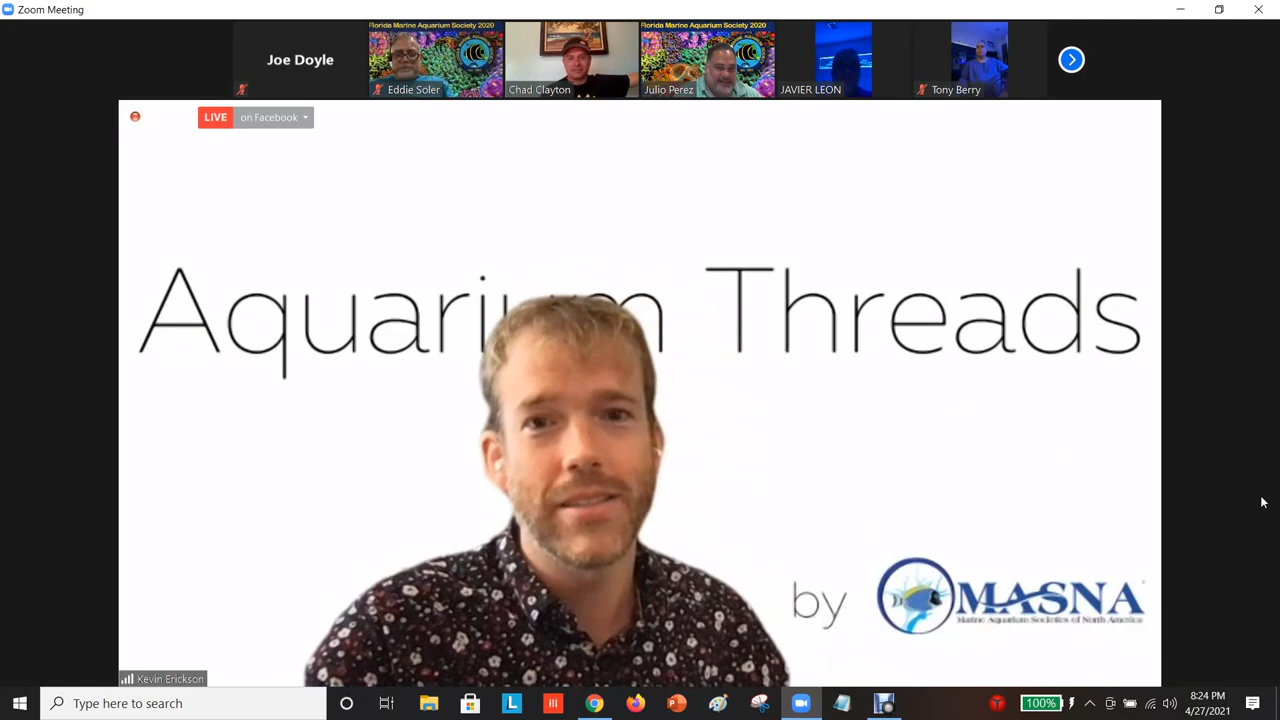 Zoom Meeting
Joe Doyle
Florida Marine Aquarium Society 2020
Eddie Soler
Chad Clayton
Florida Marine Aquarium Society 2020
Julio Perez
JAVIER LEON
Tony Berry
LIVE on Facebook
Aquarium Threads
by MASNA
Marine Aquarium Societies of North America
Kevin Erickson
Type here to search
100%
8:24 PM
4/27/2021